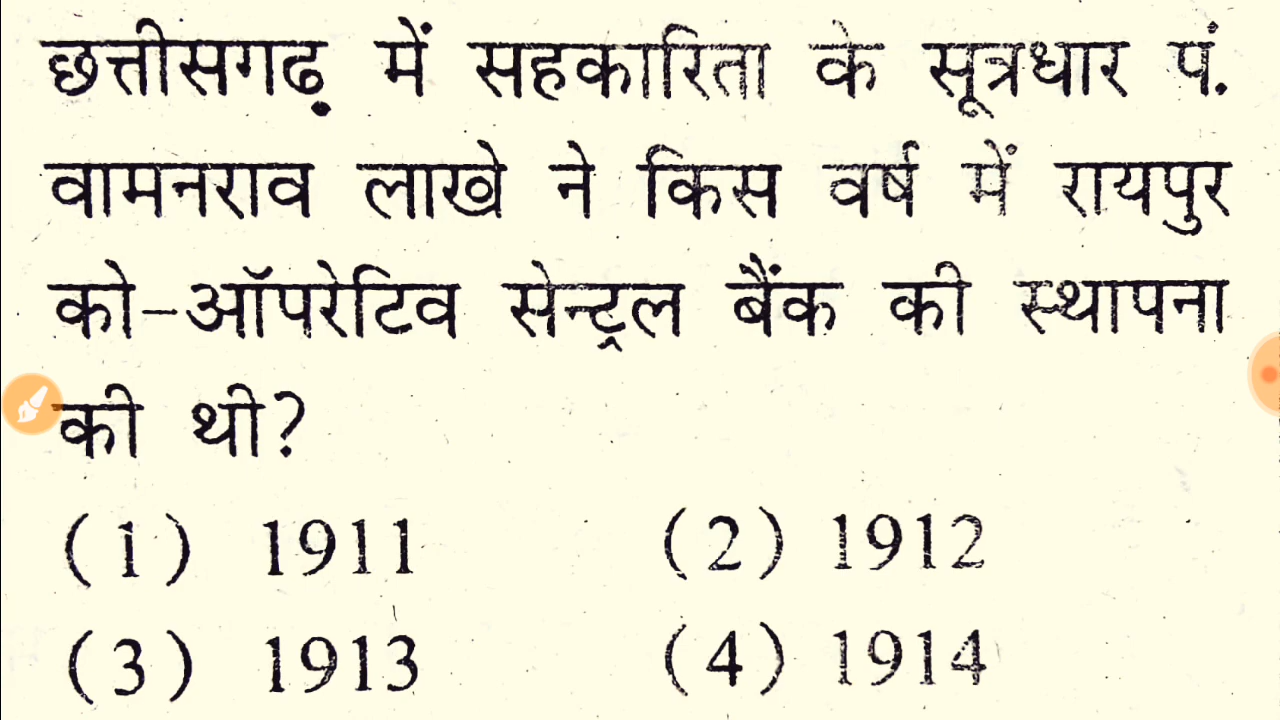 छत्तीसगढ़ में सहकारिता के सूत्रधार पं.
वामनराव लाखे ने किस वर्ष में रायपुर
को-ऑपरेटिव सेन्ट्रल बैंक की स्थापना
की थी?
(1) 1911 (2) 1912
(3) 1913 (4) 1914